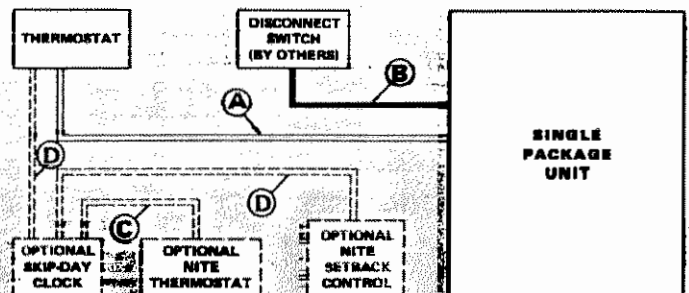 THERMOSTAT
DISCONNECT
SWITCH
(BY OTHERS)
B
A
SINGLE
PACKAGE
UNIT
D
D
C
OPTIONAL
SKIP-DAY
CLOCK
OPTIONAL
NITE
THERMOSTAT
OPTIONAL
NITE
SETBACK
CONTROL